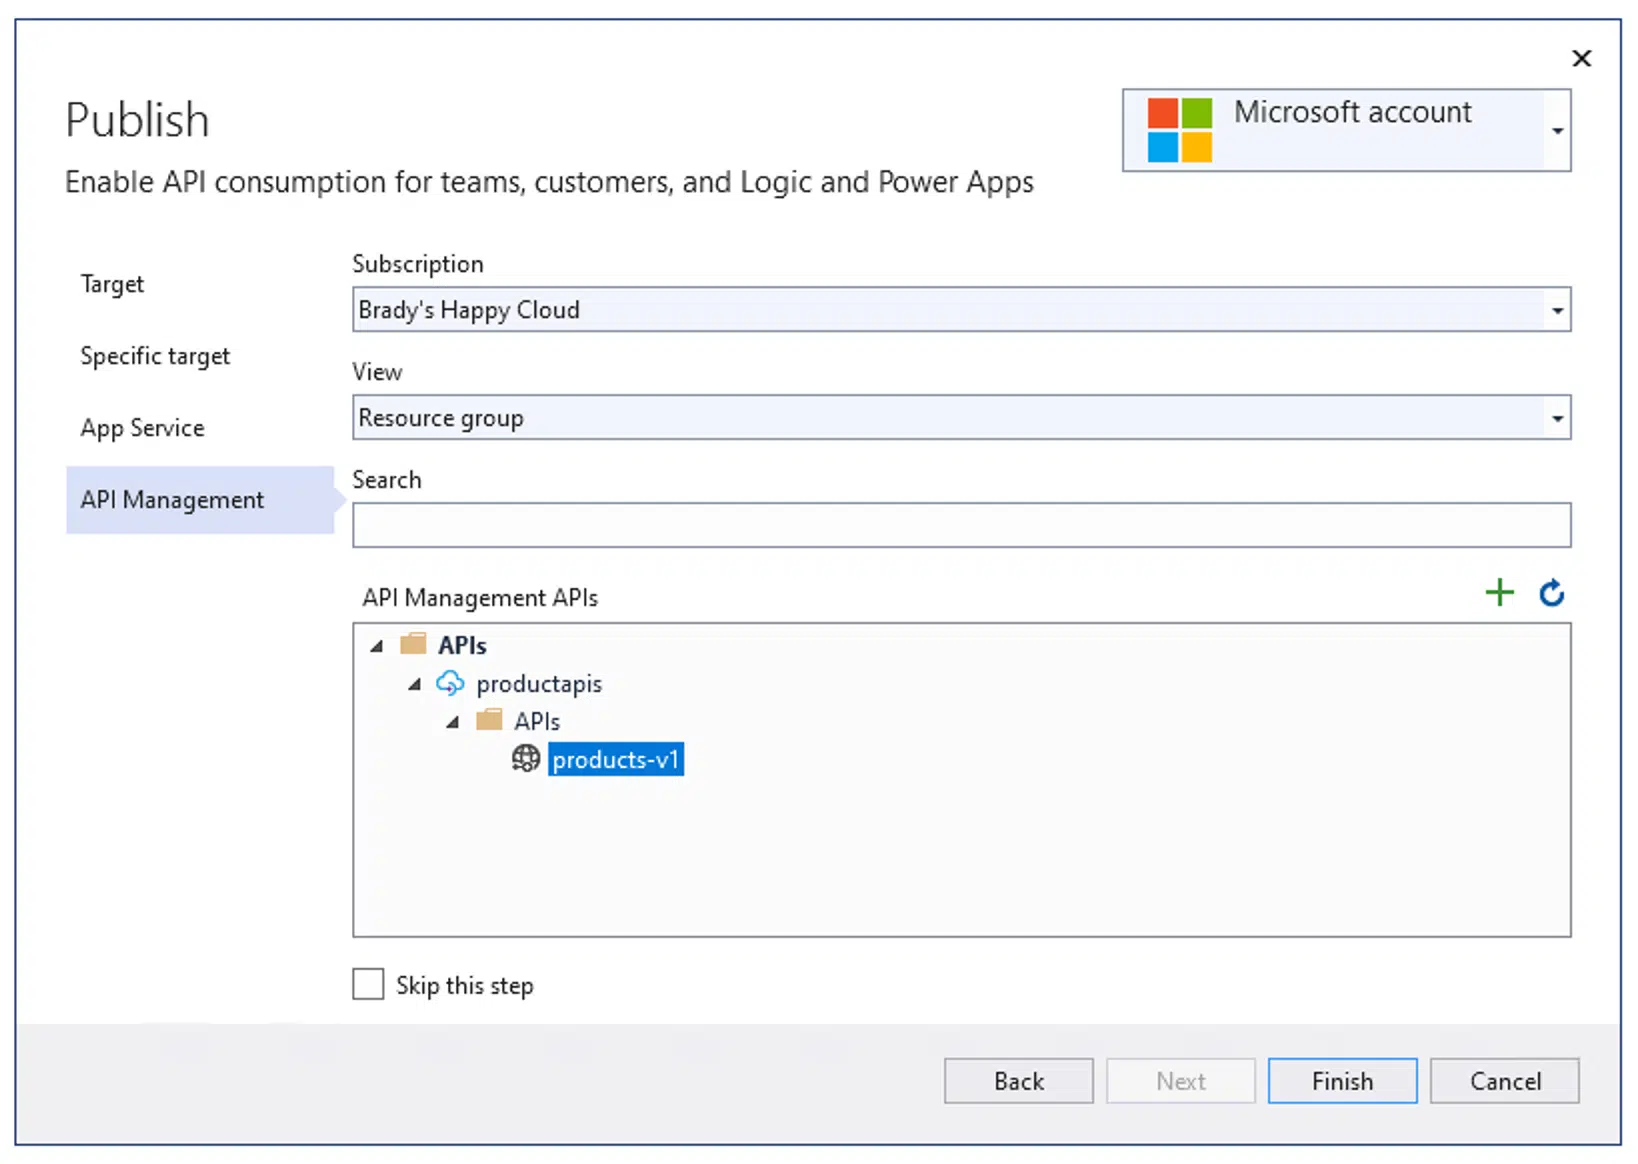 Publish
Microsoft account
Enable API consumption for teams, customers, and Logic and Power Apps
Target
Specific target
App Service
API Management
Subscription
Brady's Happy Cloud
View
Resource group
Search
API Management APIs
APIs
productapis
APIs
products-v1
Skip this step
Back
Next
Finish
Cancel